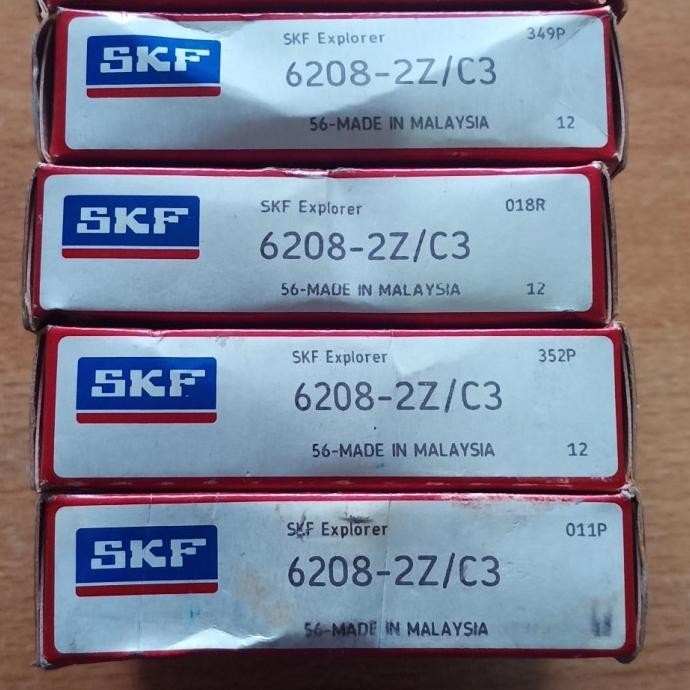 SKF
SKF Explorer 349P
6208-2Z/C3
56-MADE IN MALAYSIA 12
SKF
SKF Explorer 018R
6208-2Z/C3
56-MADE IN MALAYSIA 12
SKF
SKF Explorer 352P
6208-2Z/C3
56-MADE IN MALAYSIA 12
SKF
SKF Explorer 011P
6208-2Z/C3
56-MADE IN MALAYSIA